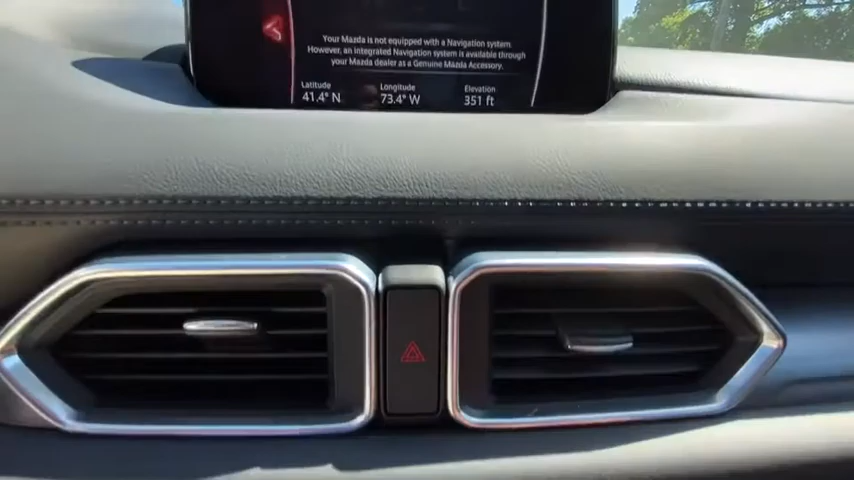 Your Mazda is not equipped with a Navigation system.
However, an integrated Navigation System is available through
your Mazda dealer as a Genuine Mazda Accessory.
Latitude Longitude Elevation
41.4° N 73.4° W 351 ft